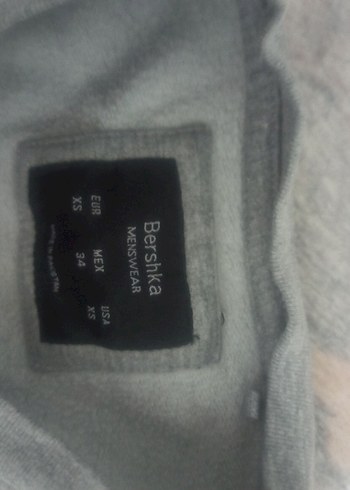 Bershka
MENSWEAR
EUR MEX USA
XS 34 XS